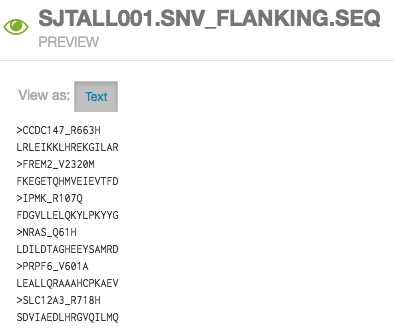 SJTALL001.SNV_FLANKING.SEQ
PREVIEW
View as: Text
>CCDC147_R663H
LRLEIKKLHREKGILAR
>FREM2_V2320M
FKEGETQHMVEIEVTFD
>IPMK_R107Q
FDGVLLELQKYLPKYYG
>NRAS_Q61H
LDILDTAGHEEYSAMRD
>PRPF6_V601A
LEALLQRAAAHCPKAEV
>SLC12A3_R718H
SDVIAEDLHRGVQILMQ